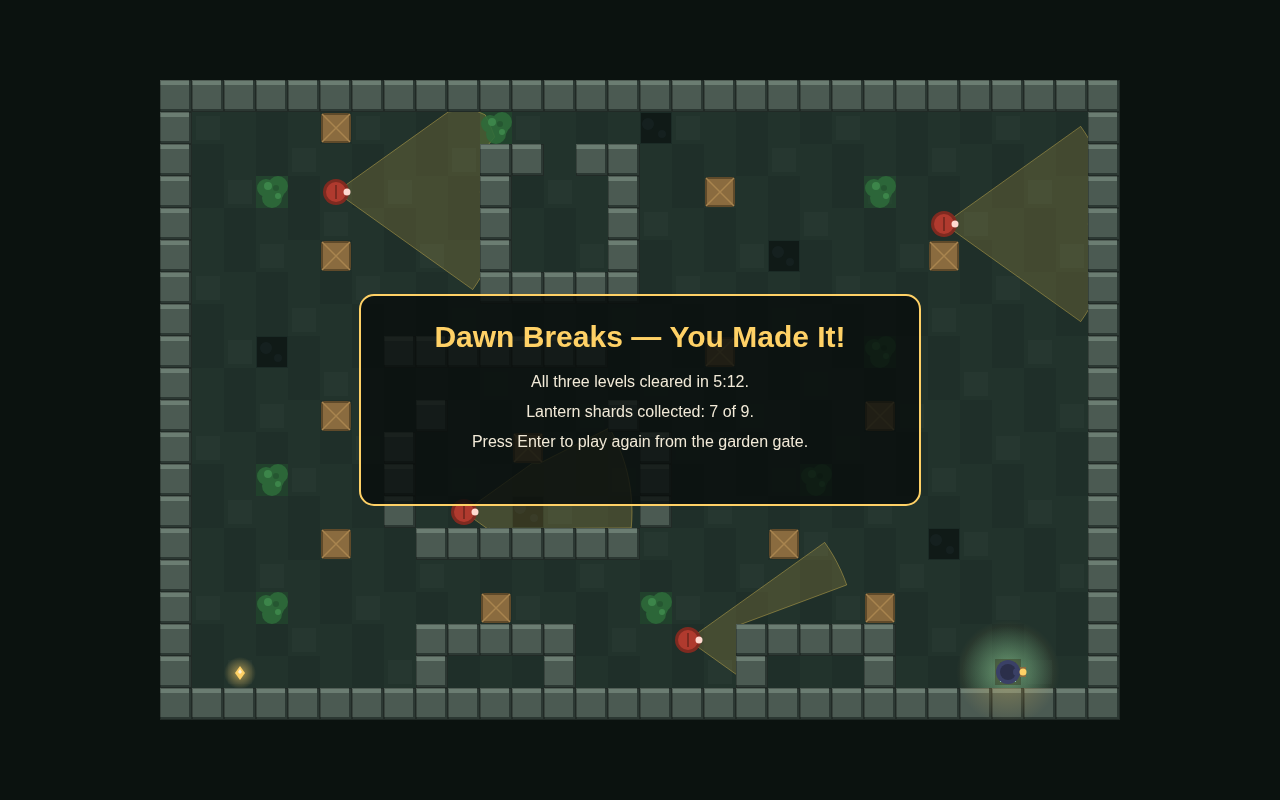 Dawn Breaks — You Made It!
All three levels cleared in 5:12.
Lantern shards collected: 7 of 9.
Press Enter to play again from the garden gate.